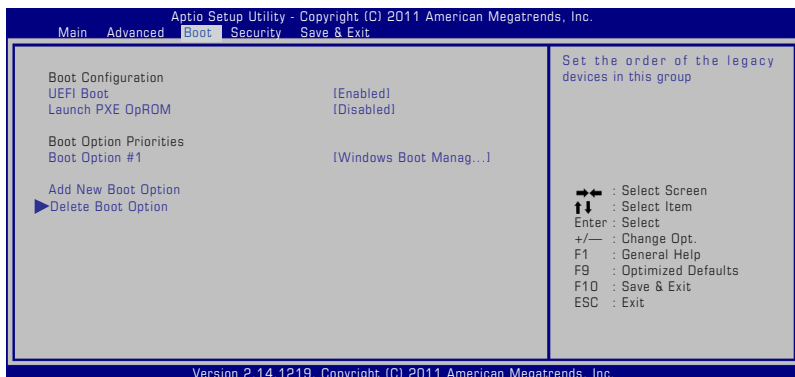 Aptio Setup Utility - Copyright (C) 2011 American Megatrends, Inc.
Main Advanced Boot Security Save & Exit
Boot Configuration
UEFI Boot [Enabled]
Launch PXE OpROM [Disabled]
Boot Option Priorities
Boot Option #1 [Windows Boot Manag...]
Add New Boot Option
Delete Boot Option
Set the order of the legacy
devices in this group
: Select Screen
: Select Item
Enter : Select
+/— : Change Opt.
F1 : General Help
F9 : Optimized Defaults
F10 : Save & Exit
ESC : Exit
Version 2.14.1219. Copyright (C) 2011 American Megatrends, Inc.